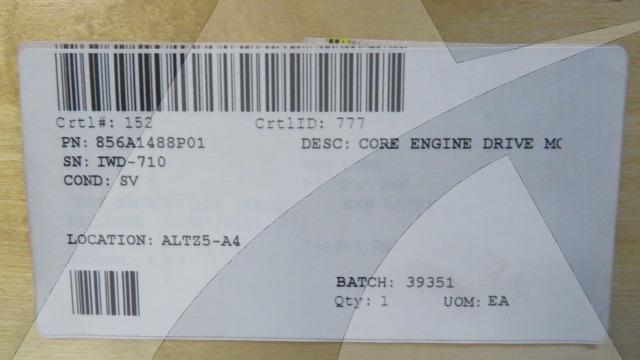 Crtl#: 152 CrtlID: 777
PN: 856A1488P01 DESC: CORE ENGINE DRIVE MO
SN: IWD-710
COND: SV
LOCATION: ALTZ5-A4
BATCH: 39351
Qty: 1 UOM: EA